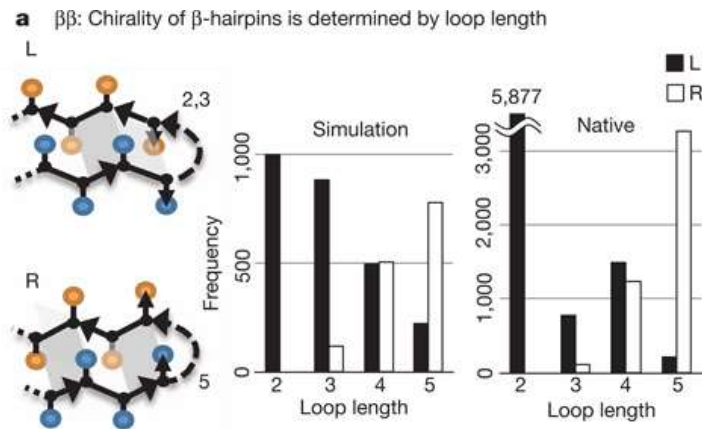 a ββ: Chirality of β-hairpins is determined by loop length
L
2,3
R
5
Simulation
Frequency
1,000
500
0
2 3 4 5
Loop length
5,877
Native
L
R
3,000
2,000
1,000
0
2 3 4 5
Loop length